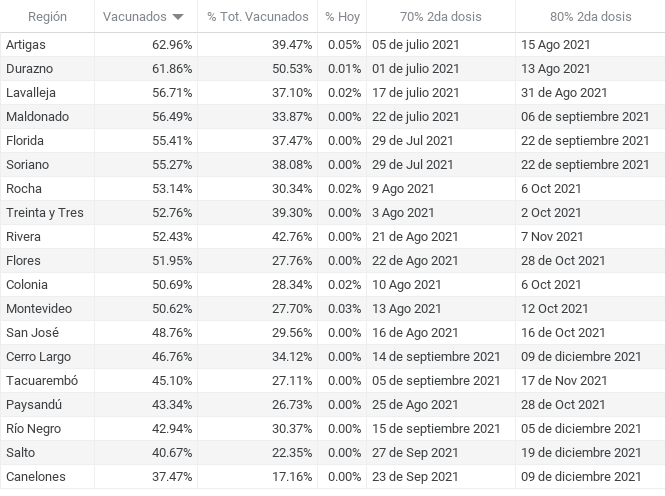 Región Vacunados % Tot. Vacunados % Hoy 70% 2da dosis 80% 2da dosis
Artigas 62.96% 39.47% 0.05% 05 de julio 2021 15 Ago 2021
Durazno 61.86% 50.53% 0.01% 01 de julio 2021 13 Ago 2021
Lavalleja 56.71% 37.10% 0.02% 17 de julio 2021 31 de Ago 2021
Maldonado 56.49% 33.87% 0.00% 22 de julio 2021 06 de septiembre 2021
Florida 55.41% 37.47% 0.00% 29 de Jul 2021 22 de septiembre 2021
Soriano 55.27% 38.08% 0.00% 29 de Jul 2021 22 de septiembre 2021
Rocha 53.14% 30.34% 0.02% 9 Ago 2021 6 Oct 2021
Treinta y Tres 52.76% 39.30% 0.00% 3 Ago 2021 2 Oct 2021
Rivera 52.43% 42.76% 0.00% 21 de Ago 2021 7 Nov 2021
Flores 51.95% 27.76% 0.00% 22 de Ago 2021 28 de Oct 2021
Colonia 50.69% 28.34% 0.02% 10 Ago 2021 6 Oct 2021
Montevideo 50.62% 27.70% 0.03% 13 Ago 2021 12 Oct 2021
San José 48.76% 29.56% 0.00% 16 de Ago 2021 16 de Oct 2021
Cerro Largo 46.76% 34.12% 0.00% 14 de septiembre 2021 09 de diciembre 2021
Tacuarembó 45.10% 27.11% 0.00% 05 de septiembre 2021 17 de Nov 2021
Paysandú 43.34% 26.73% 0.00% 25 de Ago 2021 28 de Oct 2021
Río Negro 42.94% 30.37% 0.00% 15 de septiembre 2021 05 de diciembre 2021
Salto 40.67% 22.35% 0.00% 27 de Sep 2021 19 de diciembre 2021
Canelones 37.47% 17.16% 0.00% 23 de Sep 2021 09 de diciembre 2021